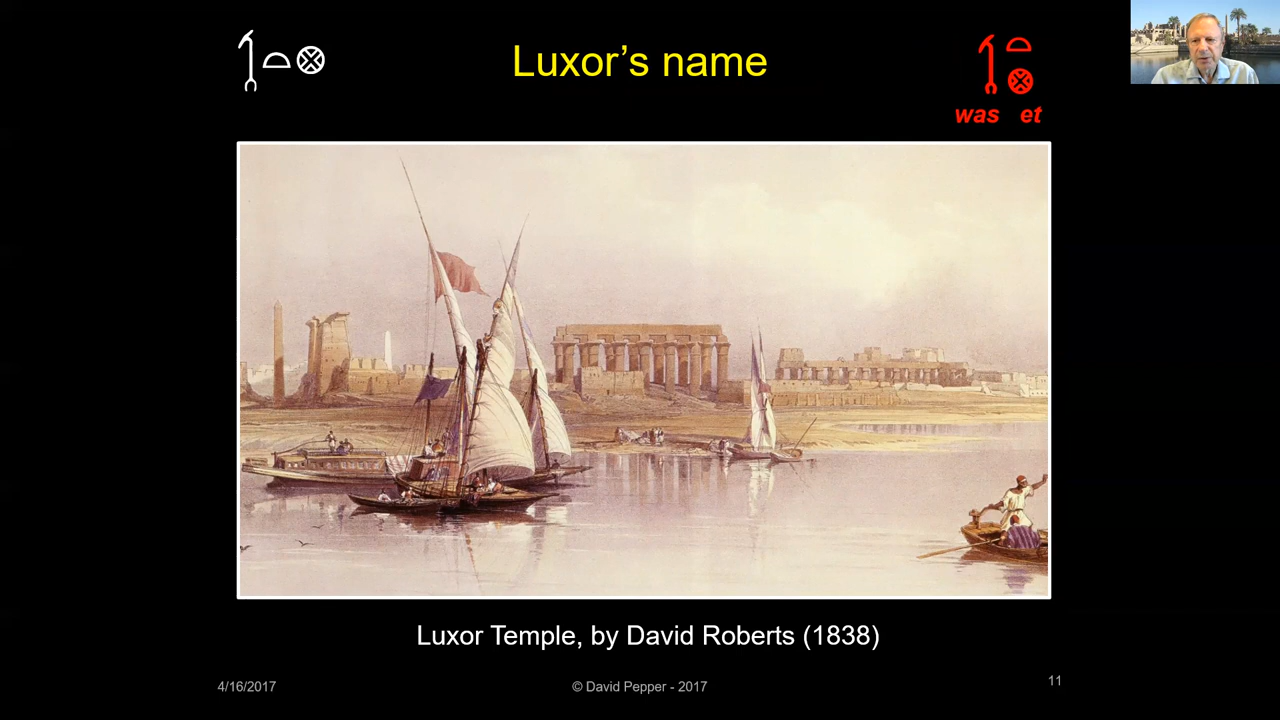 Luxor’s name
was et
Luxor Temple, by David Roberts (1838)
4/16/2017
© David Pepper - 2017
11